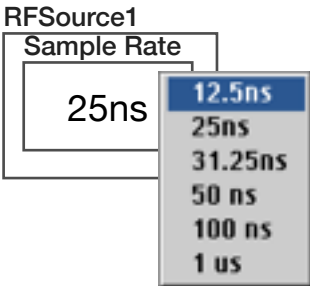 RFSource1
Sample Rate
25ns
12.5ns
25ns
31.25ns
50 ns
100 ns
1 us